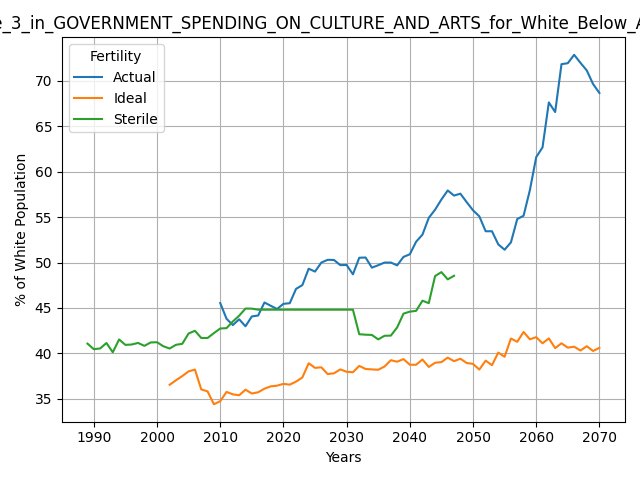 _3_in_GOVERNMENT_SPENDING_ON_CULTURE_AND_ARTS_for_White_Below_
Fertility
Actual
Ideal
Sterile
% of White Population
70
65
60
55
50
45
40
35
1990 2000 2010 2020 2030 2040 2050 2060 2070
Years